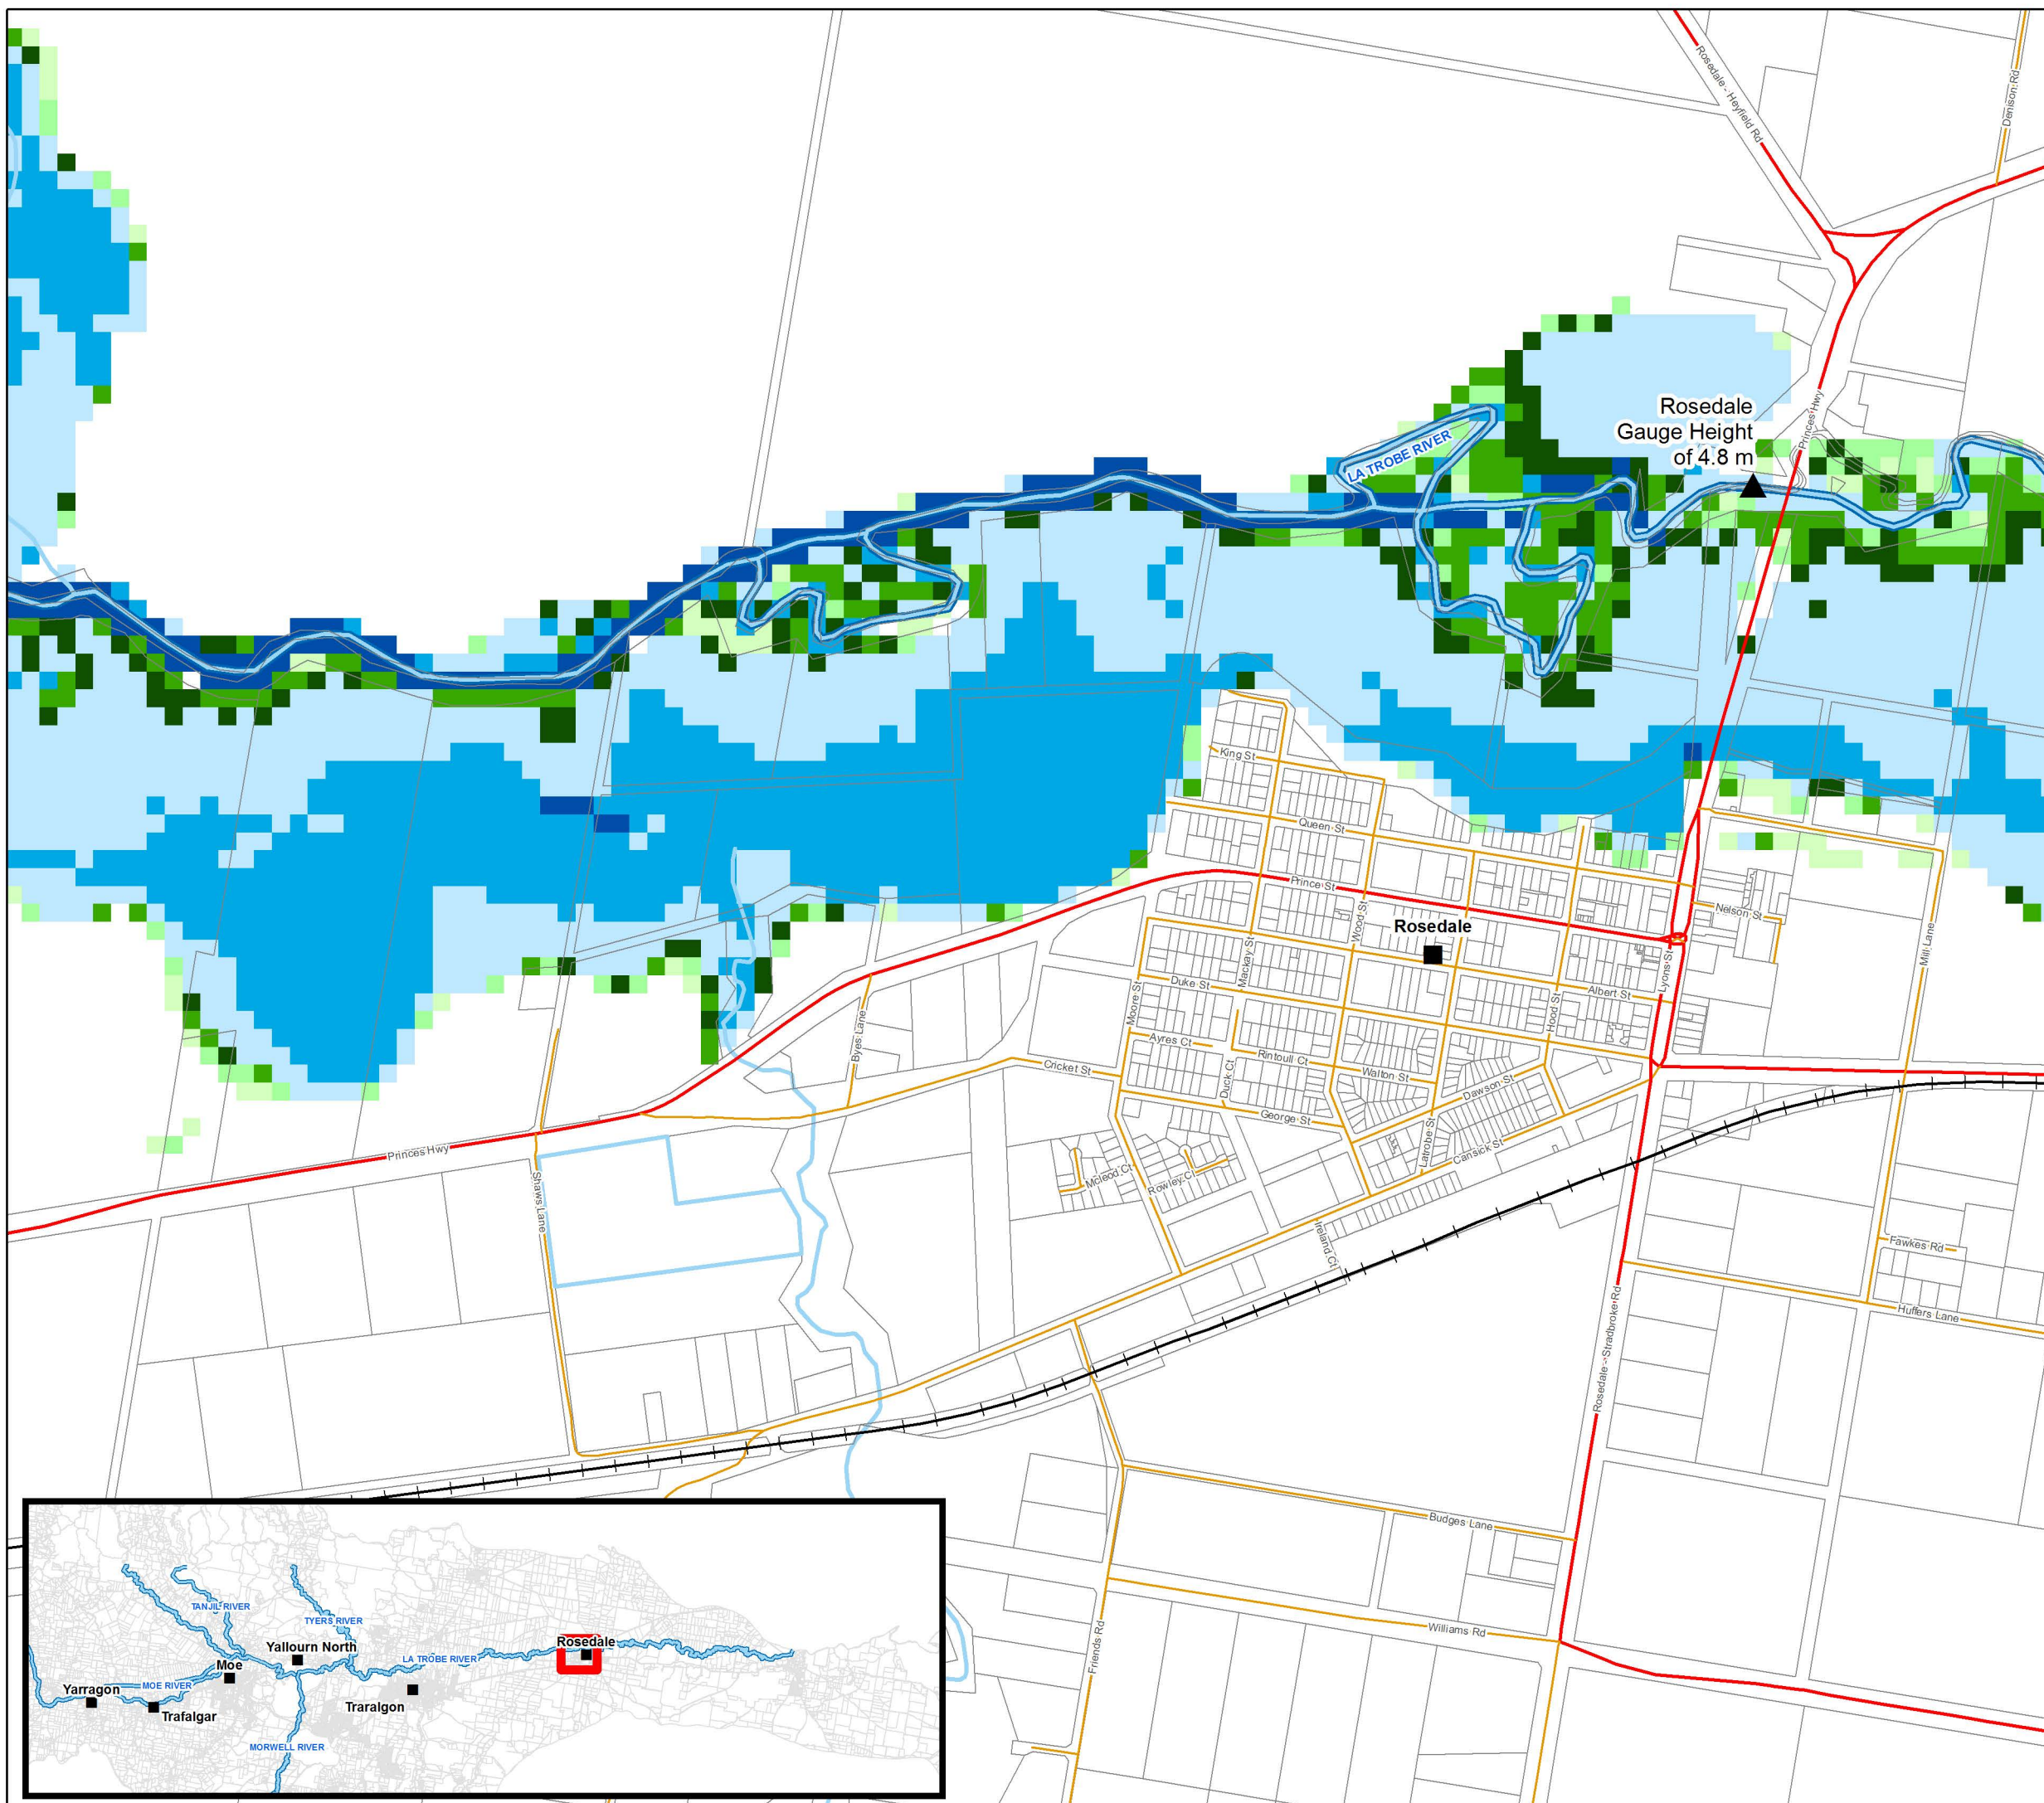 Rosedale - Heyfield Rd
Denison Rd
Rosedale
Gauge Height
of 4.8 m
Princes Hwy
LA TROBE RIVER
King St
Queen St
Prince St
Wood St
Rosedale
Nelson St
Mill Lane
Mackay St
Lyons St
Duke St
Albert St
Moore St
Hood St
Byes Lane
Ayres Ct
Rintoull Ct
Cricket St
Walton St
Duck Ct
Dawson St
George St
Latrobe St
Cansick St
Princes Hwy
Shaws Lane
Mcleod Ct
Rowley Ct
Ireland Ct
Fawkes Rd
Huffers Lane
Rosedale - Stradbroke Rd
Budges Lane
Williams Rd
Friends Rd
TANJIL RIVER
TYERS RIVER
Yallourn North
Rosedale
LA TROBE RIVER
Moe
MOE RIVER
Yarragon
Trafalgar
Traralgon
MORWELL RIVER